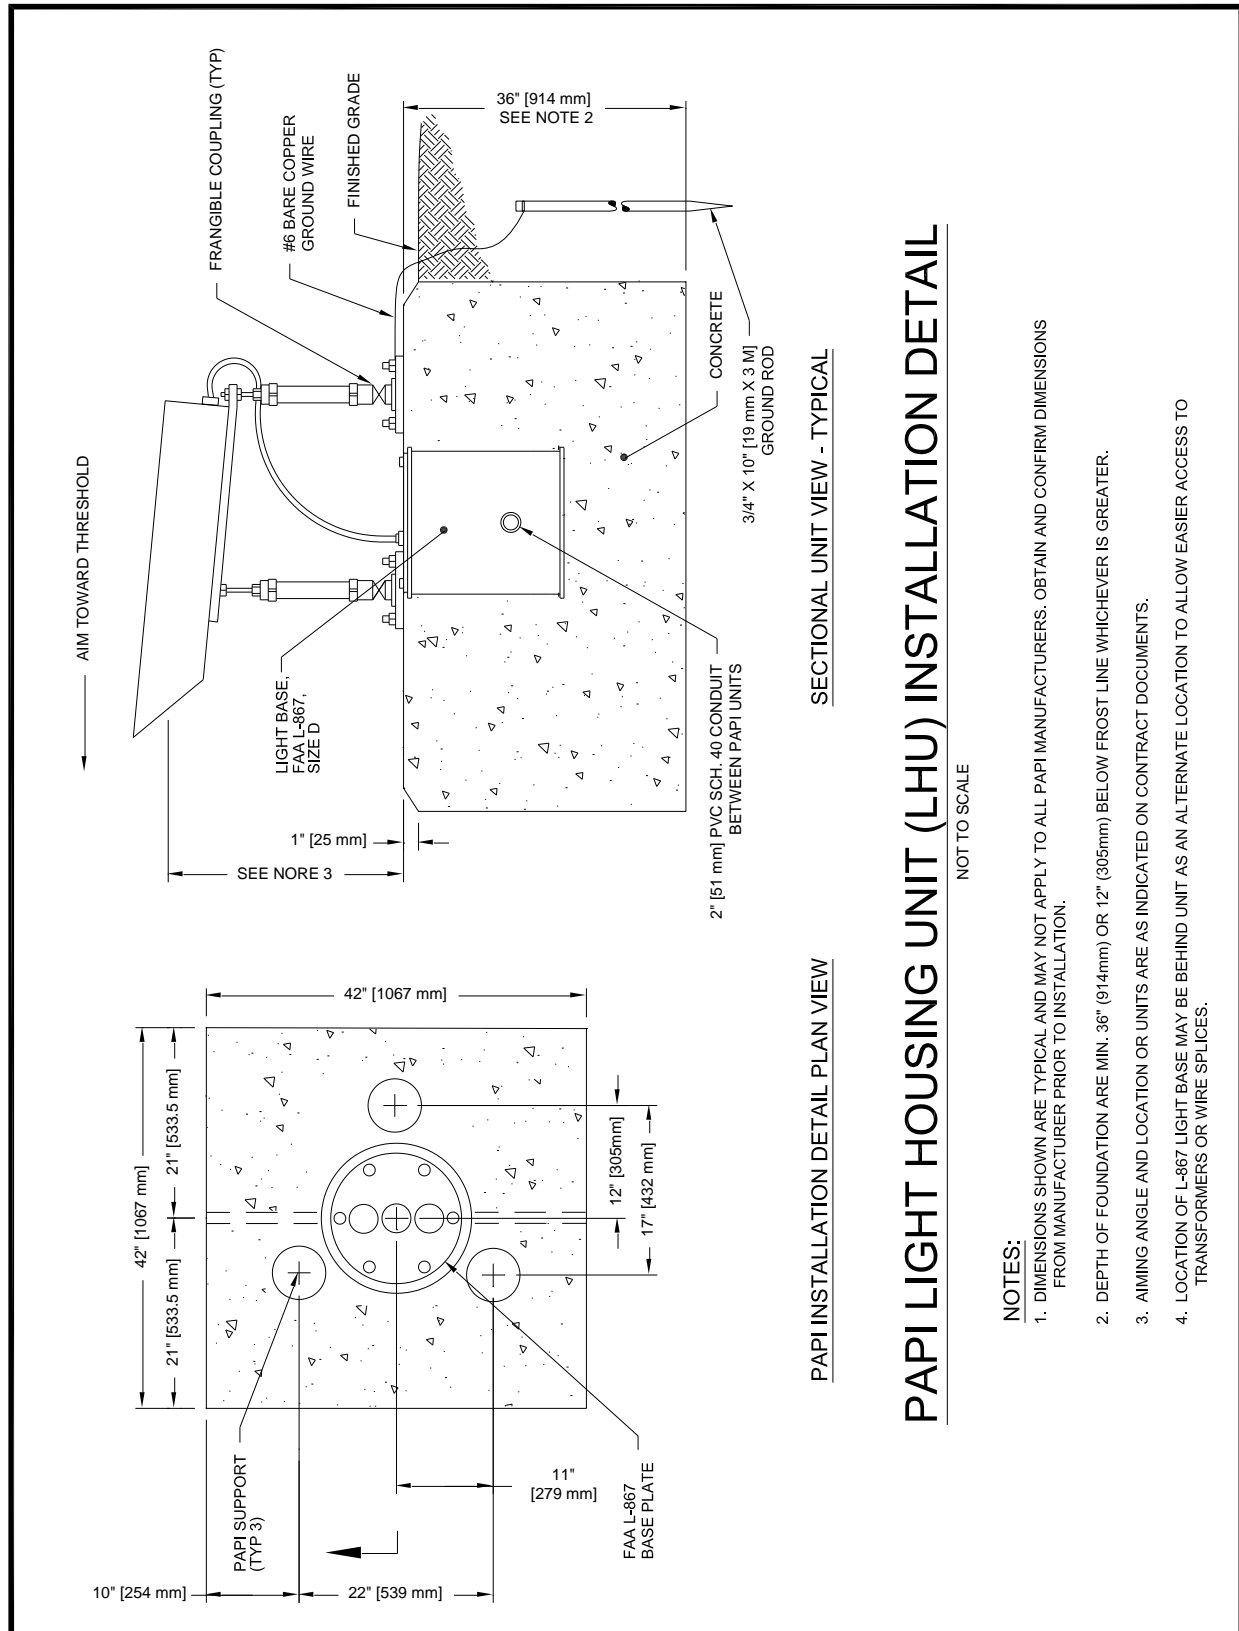 PAPI SUPPORT
(TYP 3)
10" [254 mm]
22" [539 mm]
11"
[279 mm]
FAA L-867
BASE PLATE
42" [1067 mm]
21" [533.5 mm]
21" [533.5 mm]
42" [1067 mm]
12" [305mm]
17" [432 mm]
PAPI INSTALLATION DETAIL PLAN VIEW
AIM TOWARD THRESHOLD
FRANGIBLE COUPLING (TYP)
#6 BARE COPPER
GROUND WIRE
FINISHED GRADE
36" [914 mm]
SEE NOTE 2
LIGHT BASE,
FAA L-867,
SIZE D
1" [25 mm]
SEE NORE 3
2" [51 mm] PVC SCH. 40 CONDUIT
BETWEEN PAPI UNITS
CONCRETE
3/4" X 10" [19 mm X 3 M]
GROUND ROD
SECTIONAL UNIT VIEW - TYPICAL
PAPI LIGHT HOUSING UNIT (LHU) INSTALLATION DETAIL
NOT TO SCALE
NOTES:
1. DIMENSIONS SHOWN ARE TYPICAL AND MAY NOT APPLY TO ALL PAPI MANUFACTURERS. OBTAIN AND CONFIRM DIMENSIONS
FROM MANUFACTURER PRIOR TO INSTALLATION.
2. DEPTH OF FOUNDATION ARE MIN. 36" (914mm) OR 12" (305mm) BELOW FROST LINE WHICHEVER IS GREATER.
3. AIMING ANGLE AND LOCATION OR UNITS ARE AS INDICATED ON CONTRACT DOCUMENTS.
4. LOCATION OF L-867 LIGHT BASE MAY BE BEHIND UNIT AS AN ALTERNATE LOCATION TO ALLOW EASIER ACCESS TO
TRANSFORMERS OR WIRE SPLICES.